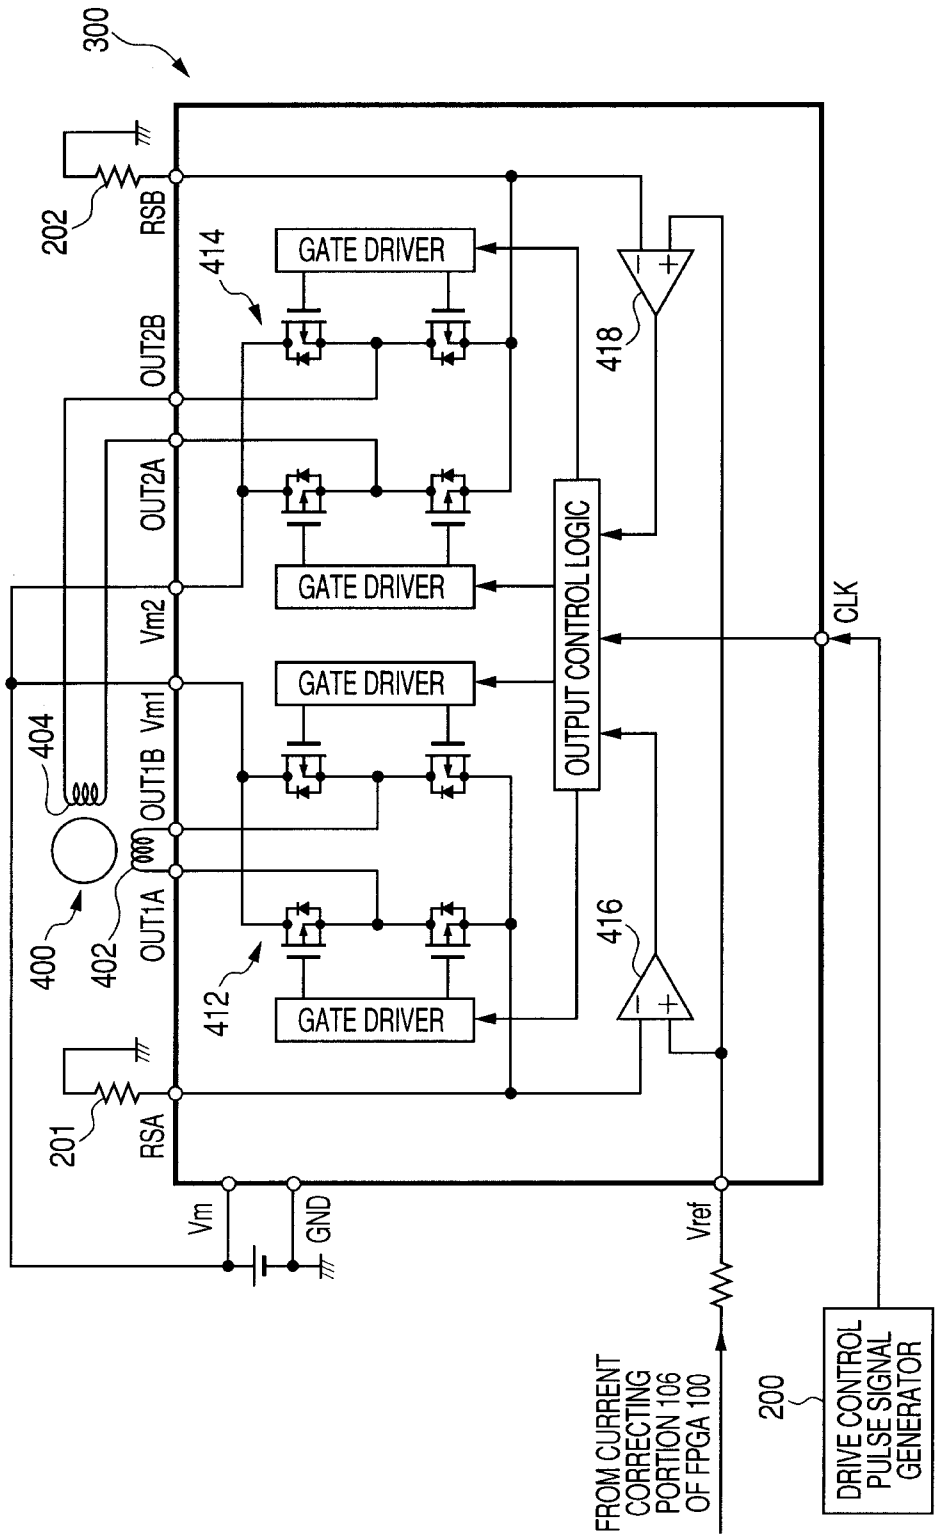 300
202
RSB
OUT2B
OUT2A
Vm2
Vm1
OUT1B
OUT1A
RSA
404
400
402
201
414
412
GATE DRIVER
GATE DRIVER
GATE DRIVER
GATE DRIVER
OUTPUT CONTROL LOGIC
−
+
418
−
+
416
CLK
Vm
GND
Vref
FROM CURRENT
CORRECTING
PORTION 106
OF FPGA 100
200
DRIVE CONTROL
PULSE SIGNAL
GENERATOR